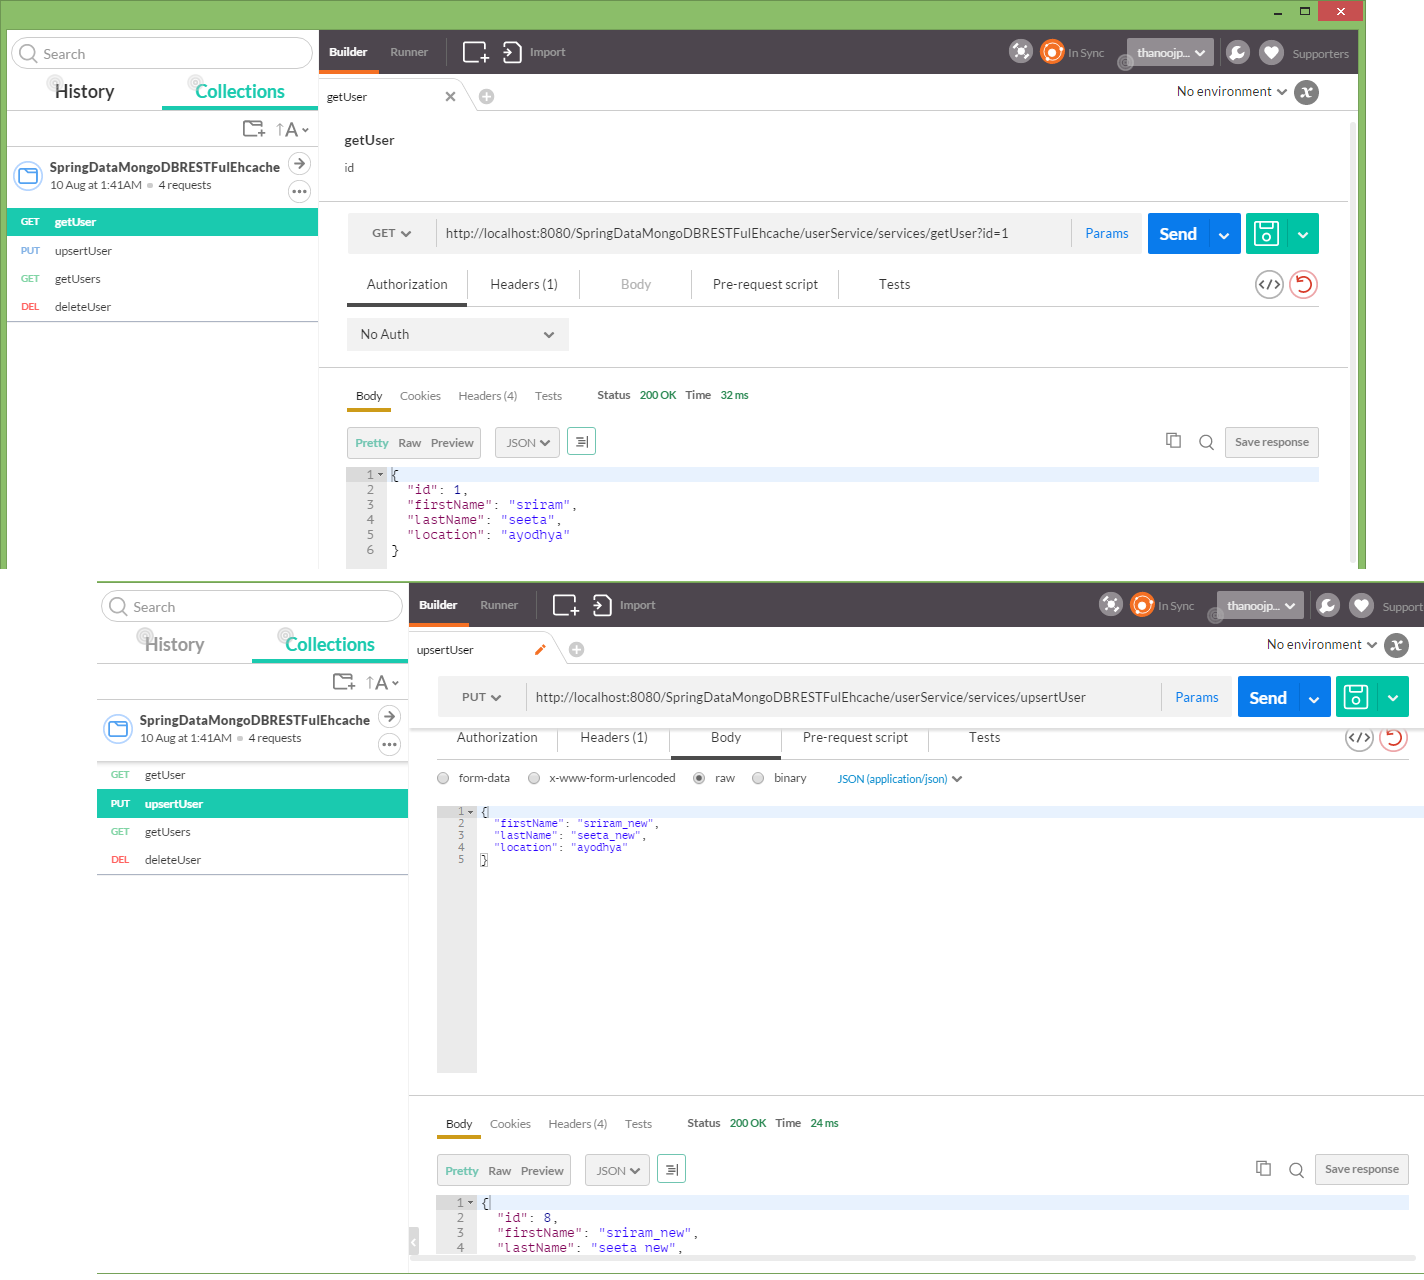 Search
Builder Runner Import In Sync thanoojp... Supporters
History Collections
getUser No environment
↑A
getUser
id
SpringDataMongoDBRESTFulEhcache
10 Aug at 1:41AM 4 requests
GET getUser
PUT upsertUser
GET getUsers
DEL deleteUser
GET http://localhost:8080/SpringDataMongoDBRESTFulEhcache/userService/services/getUser?id=1 Params Send
Authorization Headers (1) Body Pre-request script Tests
No Auth
Body Cookies Headers (4) Tests Status 200 OK Time 32 ms
Pretty Raw Preview JSON Save response
1 {
2 "id": 1,
3 "firstName": "sriram",
4 "lastName": "seeta",
5 "location": "ayodhya"
6 }
Search
Builder Runner Import In Sync thanoojp... Support
History Collections
upsertUser No environment
↑A
SpringDataMongoDBRESTFulEhcache
10 Aug at 1:41AM 4 requests
GET getUser
PUT upsertUser
GET getUsers
DEL deleteUser
PUT http://localhost:8080/SpringDataMongoDBRESTFulEhcache/userService/services/upsertUser Params Send
Authorization Headers (1) Body Pre-request script Tests
form-data x-www-form-urlencoded raw binary JSON (application/json)
1 {
2 "firstName": "sriram_new",
3 "lastName": "seeta_new",
4 "location": "ayodhya"
5 }
Body Cookies Headers (4) Tests Status 200 OK Time 24 ms
Pretty Raw Preview JSON Save response
1 {
2 "id": 8,
3 "firstName": "sriram_new",
4 "lastName": "seeta_new",